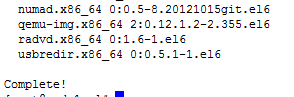 numad.x86_64 0:0.5-8.20121015git.el6
qemu-img.x86_64 2:0.12.1.2-2.355.el6
radvd.x86_64 0:1.6-1.el6
usbredir.x86_64 0:0.5.1-1.el6
Complete!